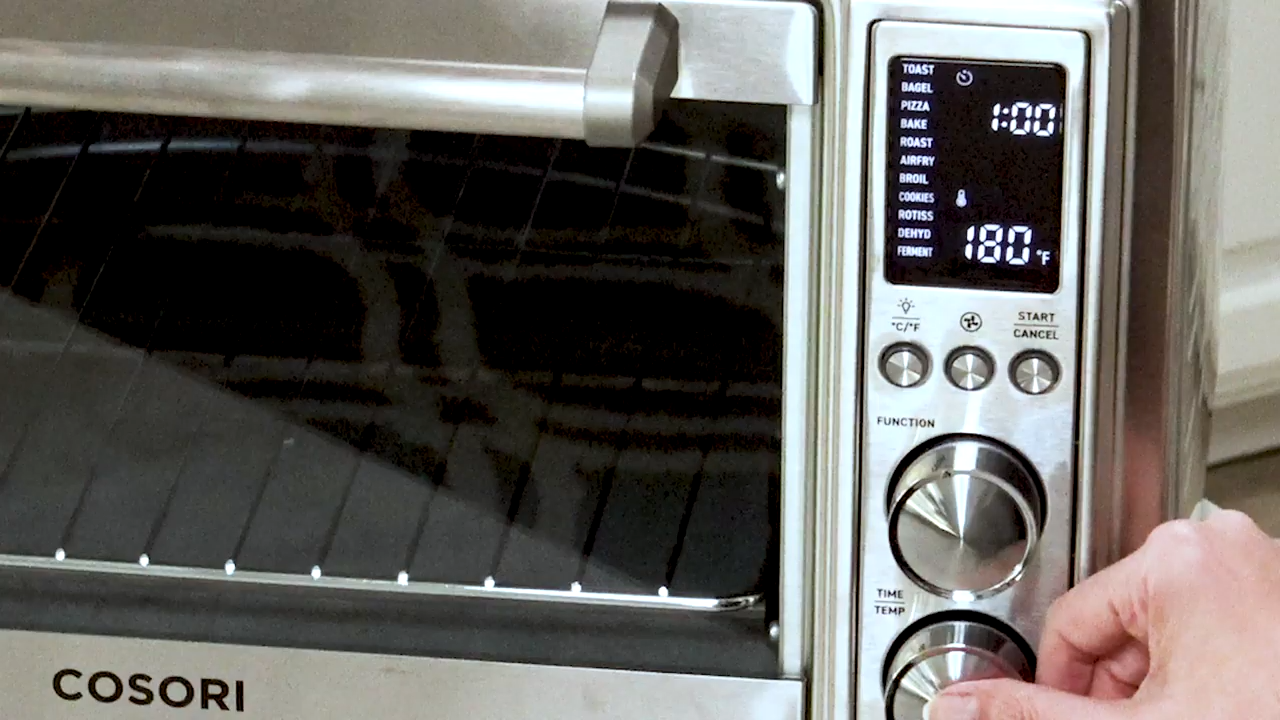 TOAST
BAGEL
PIZZA
1:00
BAKE
ROAST
AIRFRY
BROIL
COOKIES
ROTISS
DEHYD
180 °F
FERMENT
°C/°F
START
CANCEL
FUNCTION
TIME
TEMP
COSORI